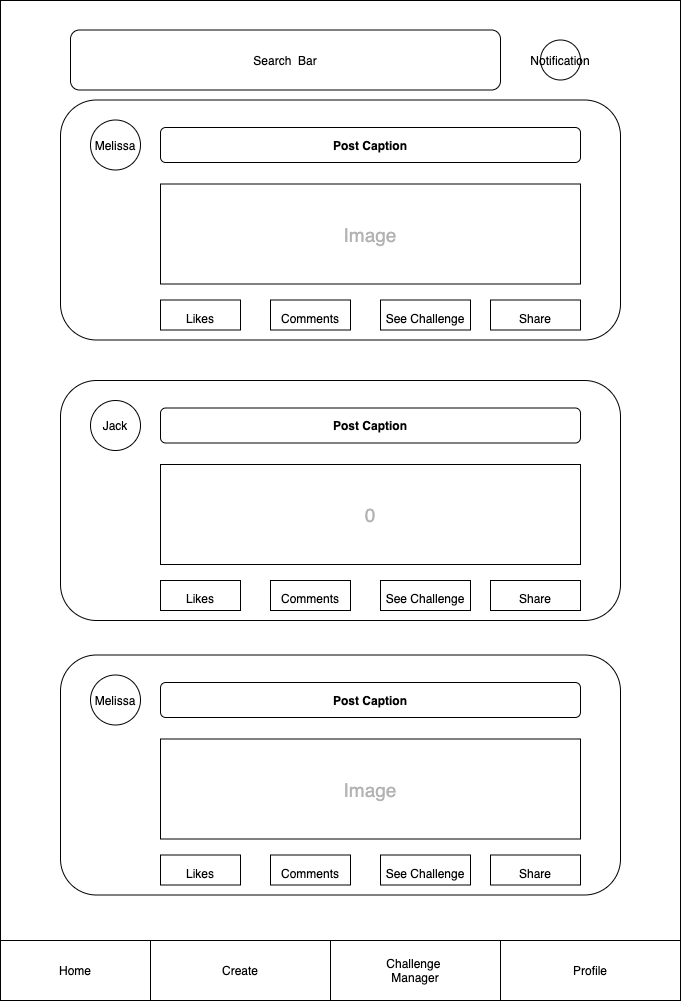 Search  Bar
Notification
Melissa
Post Caption
Image
Likes
Comments
See Challenge
Share
Jack
Post Caption
0
Likes
Comments
See Challenge
Share
Melissa
Post Caption
Image
Likes
Comments
See Challenge
Share
Home
Create
Challenge
Manager
Profile